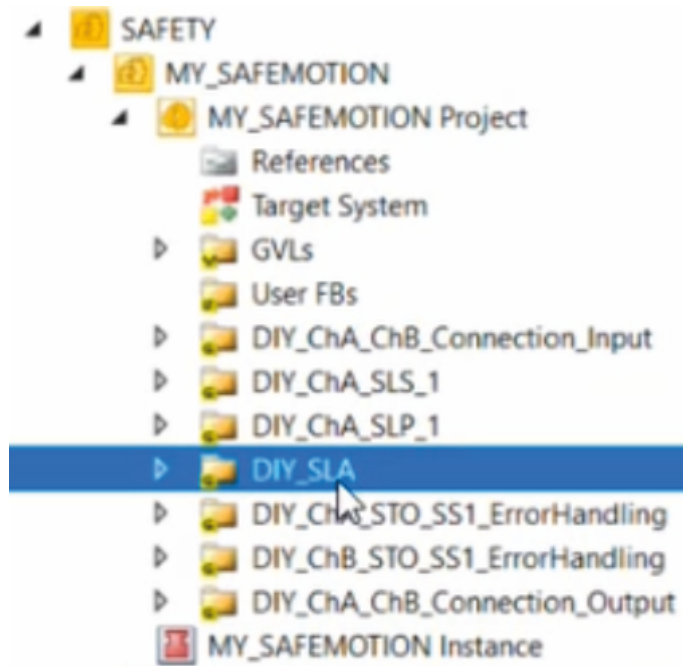 SAFETY
MY_SAFEMOTION
MY_SAFEMOTION Project
References
Target System
GVLs
User FBs
DIY_ChA_ChB_Connection_Input
DIY_ChA_SLS_1
DIY_ChA_SLP_1
DIY_SLA
DIY_ChA_STO_SS1_ErrorHandling
DIY_ChB_STO_SS1_ErrorHandling
DIY_ChA_ChB_Connection_Output
MY_SAFEMOTION Instance